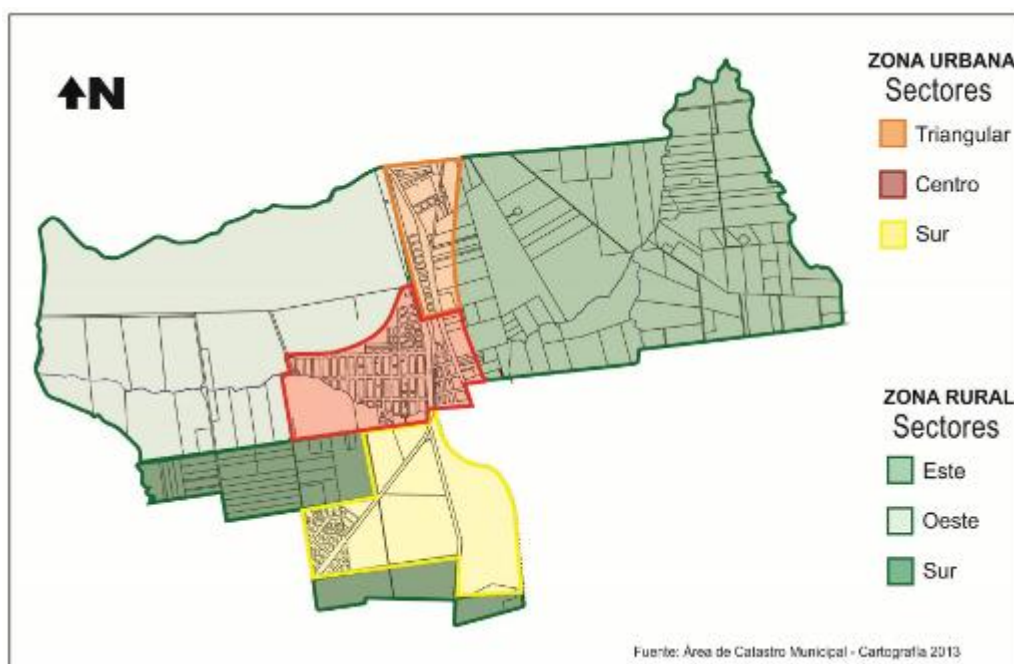 N
ZONA URBANA
Sectores
Triangular
Centro
Sur
ZONA RURAL
Sectores
Este
Oeste
Sur
Fuente: Área de Catastro Municipal - Cartografía 2013